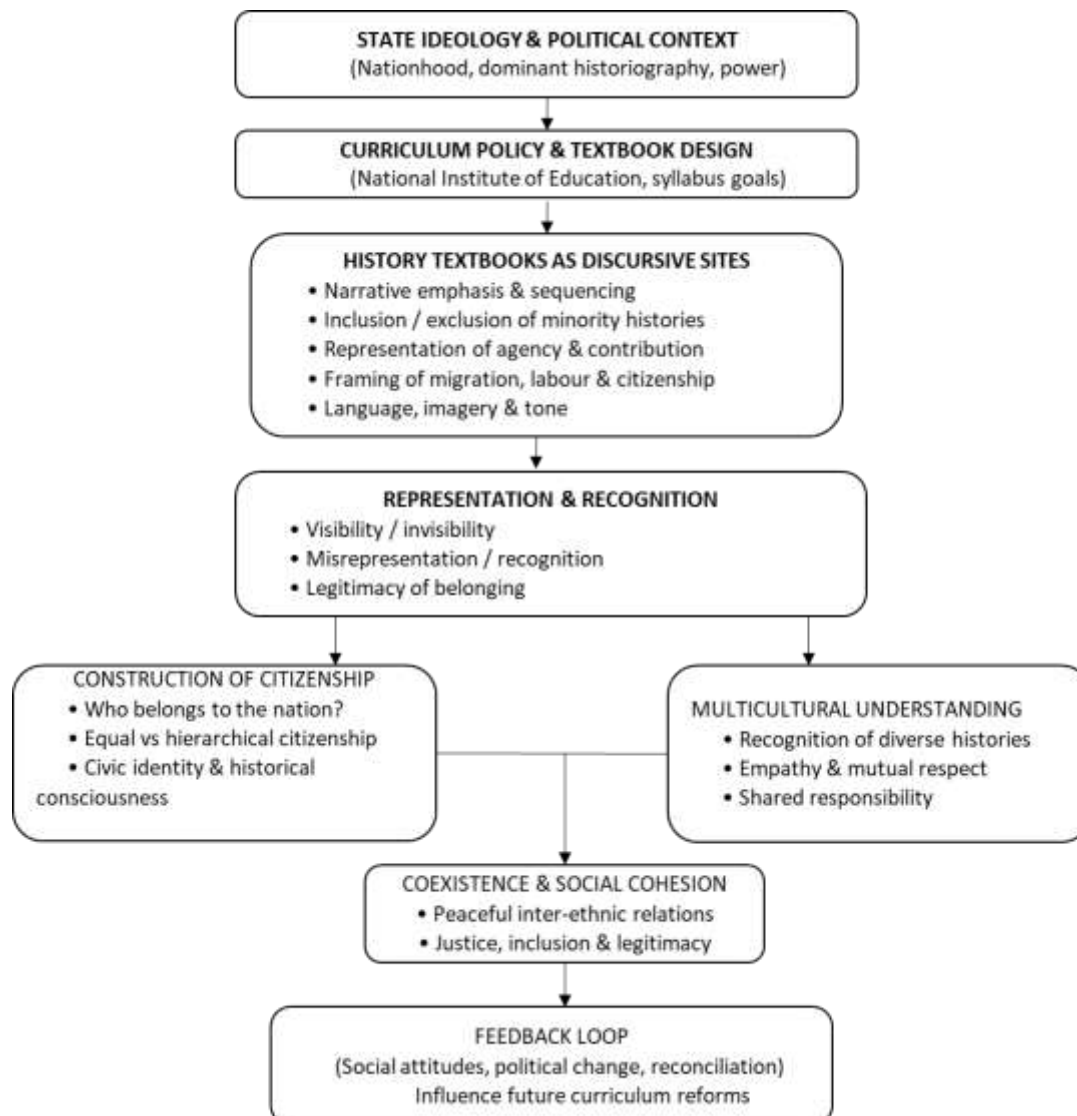 STATE IDEOLOGY & POLITICAL CONTEXT
(Nationhood, dominant historiography, power)
CURRICULUM POLICY & TEXTBOOK DESIGN
(National Institute of Education, syllabus goals)
HISTORY TEXTBOOKS AS DISCURSIVE SITES
• Narrative emphasis & sequencing
• Inclusion / exclusion of minority histories
• Representation of agency & contribution
• Framing of migration, labour & citizenship
• Language, imagery & tone
REPRESENTATION & RECOGNITION
• Visibility / invisibility
• Misrepresentation / recognition
• Legitimacy of belonging
CONSTRUCTION OF CITIZENSHIP
• Who belongs to the nation?
• Equal vs hierarchical citizenship
• Civic identity & historical
consciousness
MULTICULTURAL UNDERSTANDING
• Recognition of diverse histories
• Empathy & mutual respect
• Shared responsibility
COEXISTENCE & SOCIAL COHESION
• Peaceful inter-ethnic relations
• Justice, inclusion & legitimacy
FEEDBACK LOOP
(Social attitudes, political change, reconciliation)
Influence future curriculum reforms